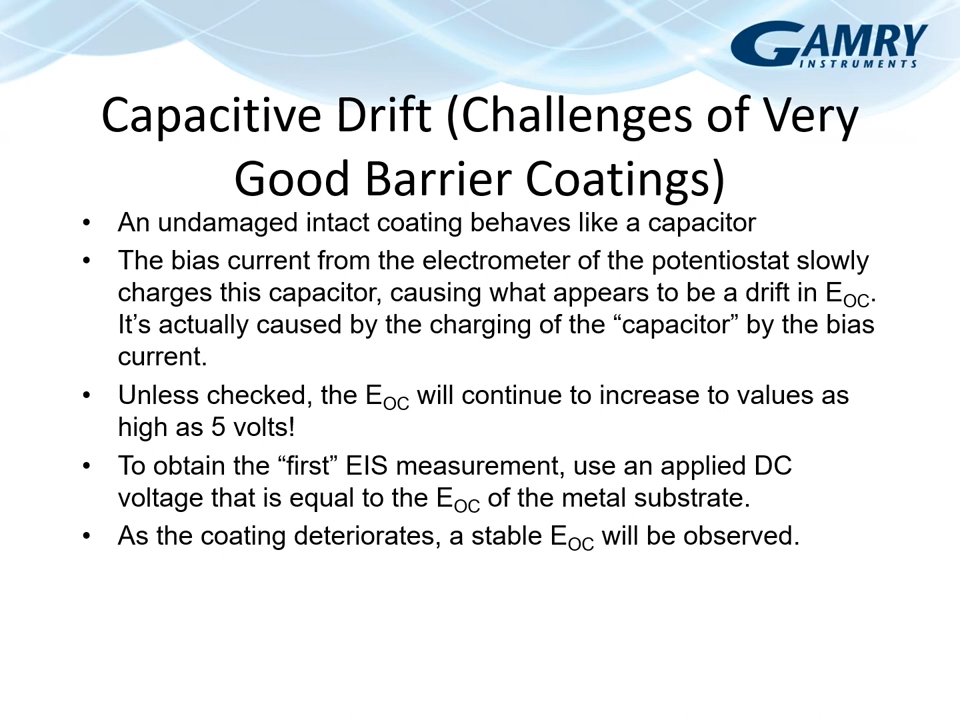 GAMRY
INSTRUMENTS
Capacitive Drift (Challenges of Very
Good Barrier Coatings)
• An undamaged intact coating behaves like a capacitor
• The bias current from the electrometer of the potentiostat slowly
charges this capacitor, causing what appears to be a drift in EOC.
It’s actually caused by the charging of the “capacitor” by the bias
current.
• Unless checked, the EOC will continue to increase to values as
high as 5 volts!
• To obtain the “first” EIS measurement, use an applied DC
voltage that is equal to the EOC of the metal substrate.
• As the coating deteriorates, a stable EOC will be observed.